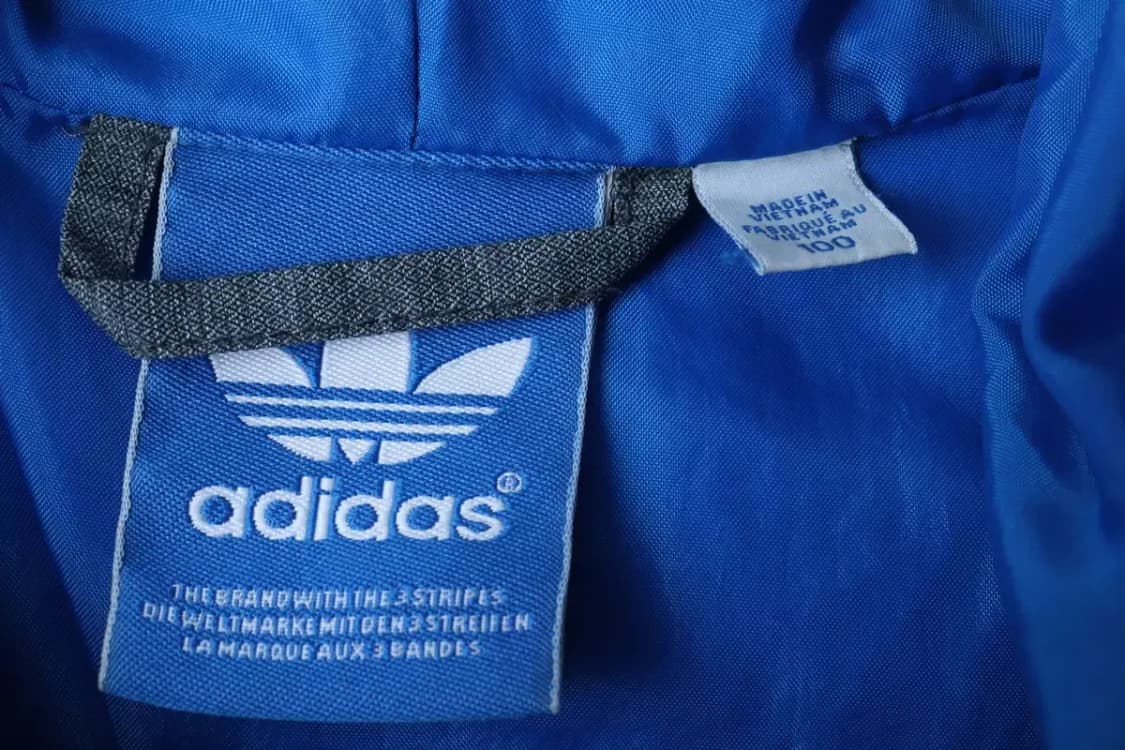 adidas®
THE BRAND WITH THE 3 STRIPES
DIE WELTMARKE MIT DEN 3 STREIFEN
LA MARQUE AUX 3 BANDES
MADE IN
VIETNAM
FABRIQUÉ AU
VIETNAM
100